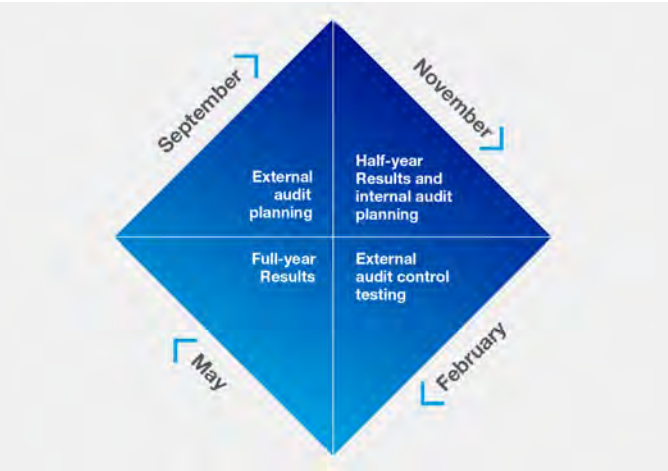 September
November
External
audit
planning
Half-year
Results and
internal audit
planning
Full-year
Results
External
audit control
testing
May
February